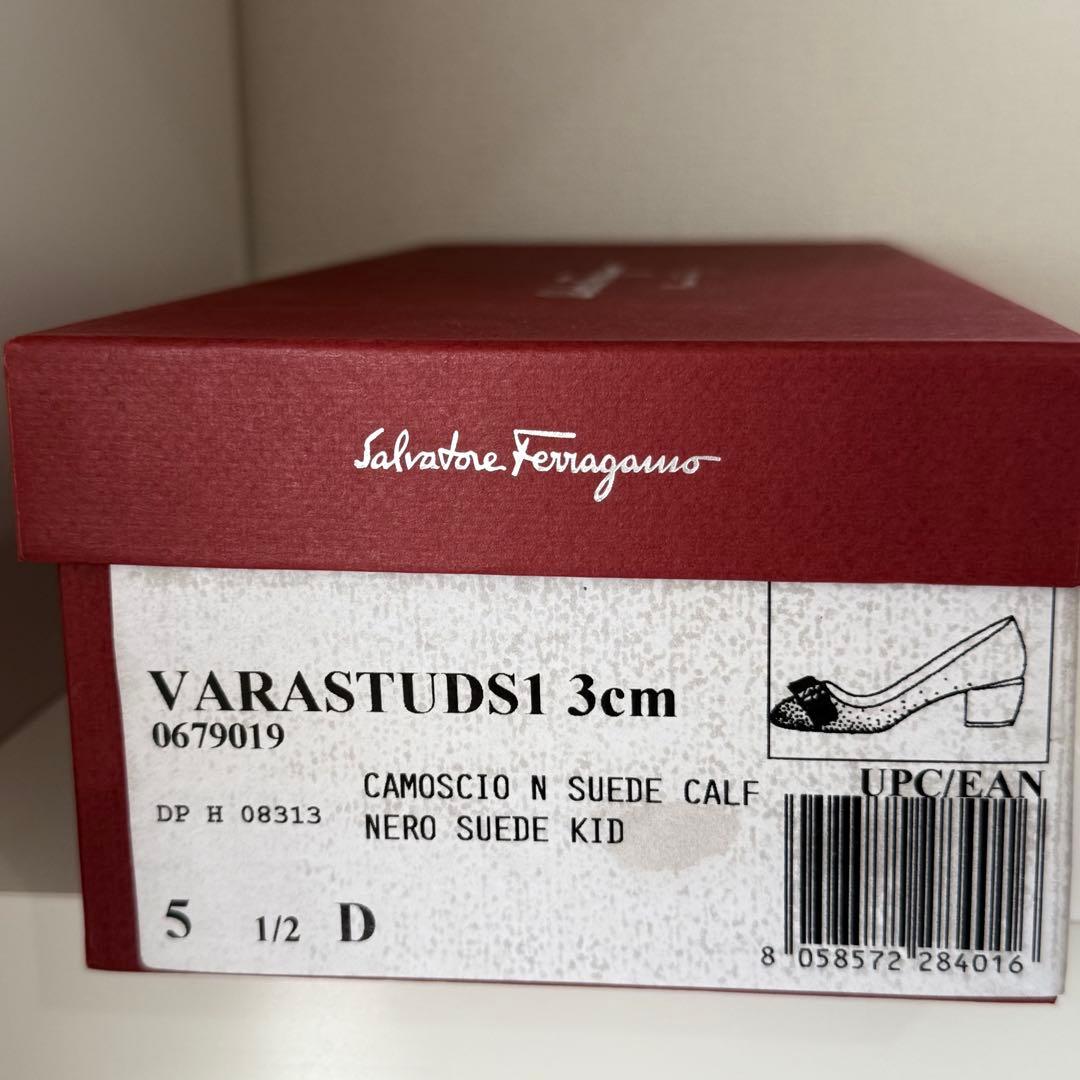 Salvatore Ferragamo
VARASTUDS1 3cm
0679019
CAMOSCIO N SUEDE CALF
DP H 08313 NERO SUEDE KID
UPC/EAN
5 1/2 D
8 058572 284016